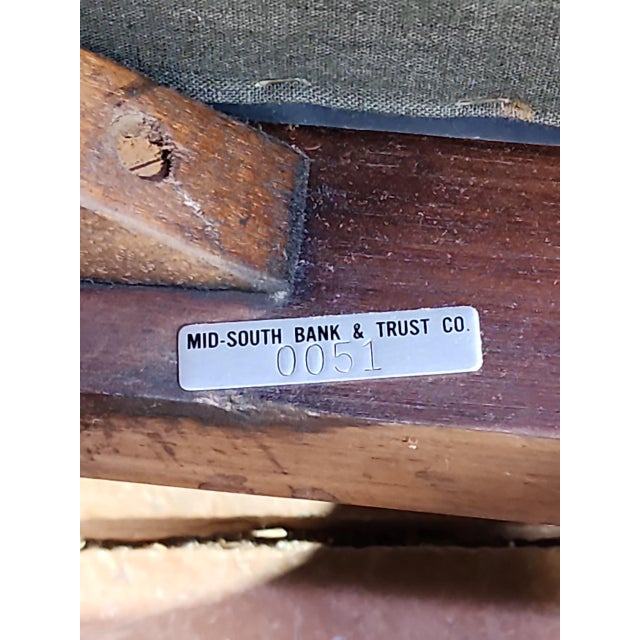 MID-SOUTH BANK & TRUST CO.
0051